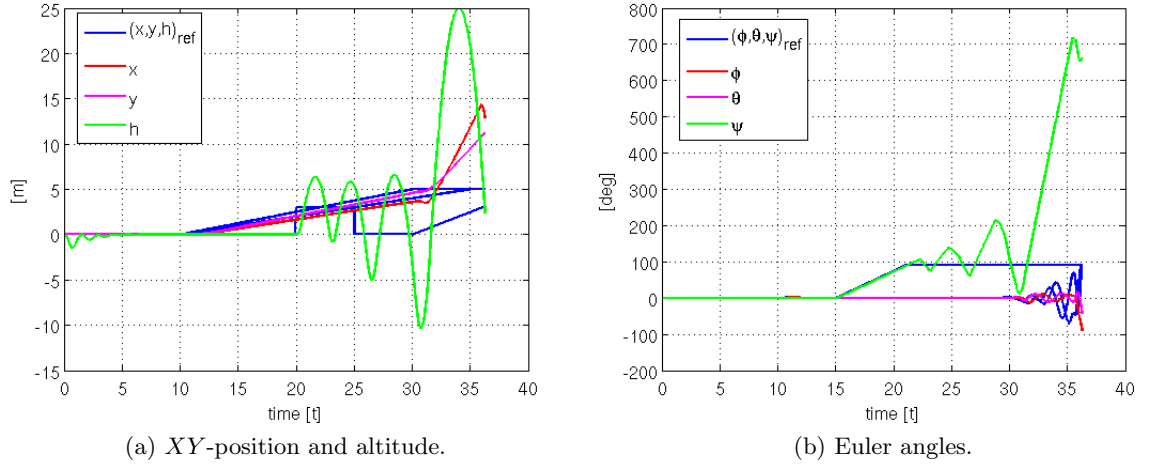 25
20
15
10
5
0
-5
-10
-15
0
5
10
15
20
25
30
35
40
[m]
time [t]
(x,y,h)ref
x
y
h
(a) XY-position and altitude.
800
700
600
500
400
300
200
100
0
-100
-200
0
5
10
15
20
25
30
35
40
[deg]
time [t]
(ϕ,θ,ψ)ref
ϕ
θ
ψ
(b) Euler angles.